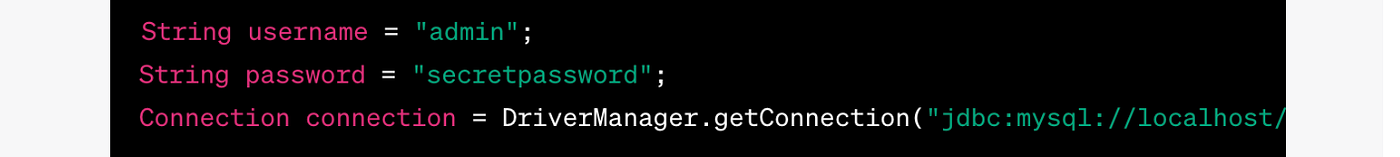 String username = "admin";
String password = "secretpassword";
Connection connection = DriverManager.getConnection("jdbc:mysql://localhost/